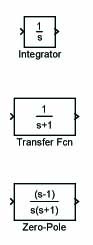 1
s
Integrator
1
s+1
Transfer Fcn
(s-1)
s(s+1)
Zero-Pole